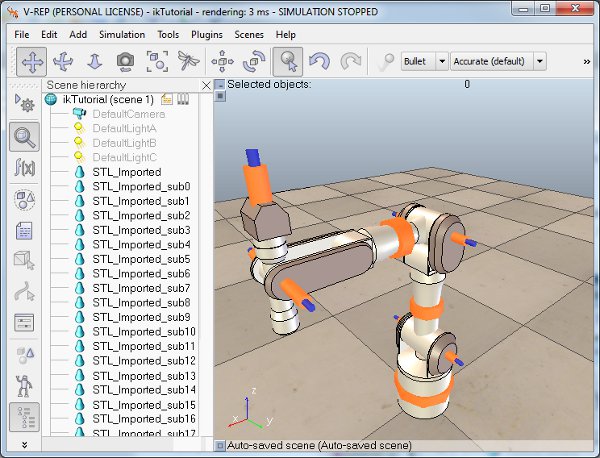 V-REP (PERSONAL LICENSE) - ikTutorial - rendering: 3 ms - SIMULATION STOPPED
File Edit Add Simulation Tools Plugins Scenes Help
Bullet Accurate (default) »
Scene hierarchy
Selected objects: 0
ikTutorial (scene 1)
DefaultCamera
DefaultLightA
DefaultLightB
DefaultLightC
STL_Imported
STL_Imported_sub0
STL_Imported_sub1
STL_Imported_sub2
STL_Imported_sub3
STL_Imported_sub4
STL_Imported_sub5
STL_Imported_sub6
STL_Imported_sub7
STL_Imported_sub8
STL_Imported_sub9
STL_Imported_sub10
STL_Imported_sub11
STL_Imported_sub12
STL_Imported_sub13
STL_Imported_sub14
STL_Imported_sub15
STL_Imported_sub16
STL_Imported_sub17
f(x)
z
x
y
Auto-saved scene (Auto-saved scene)